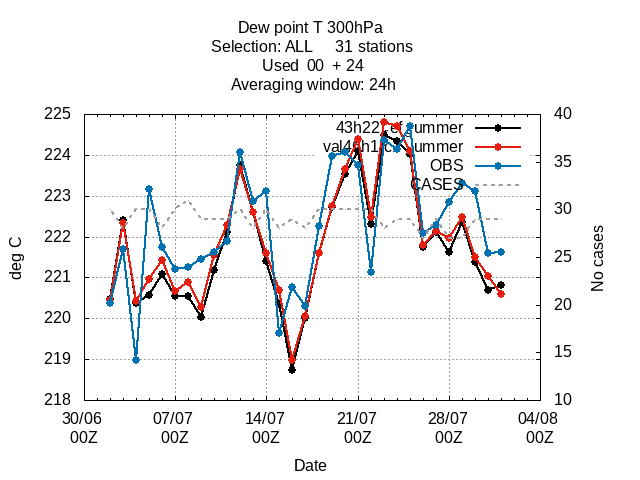 Dew point T 300hPa
Selection: ALL 31 stations
Used 00 + 24
Averaging window: 24h
225
224
223
222
221
220
219
218
40
35
30
25
20
15
10
deg C
No cases
OBS
CASES
30/06 07/07 14/07 21/07 28/07 04/08
00Z 00Z 00Z 00Z 00Z 00Z
Date